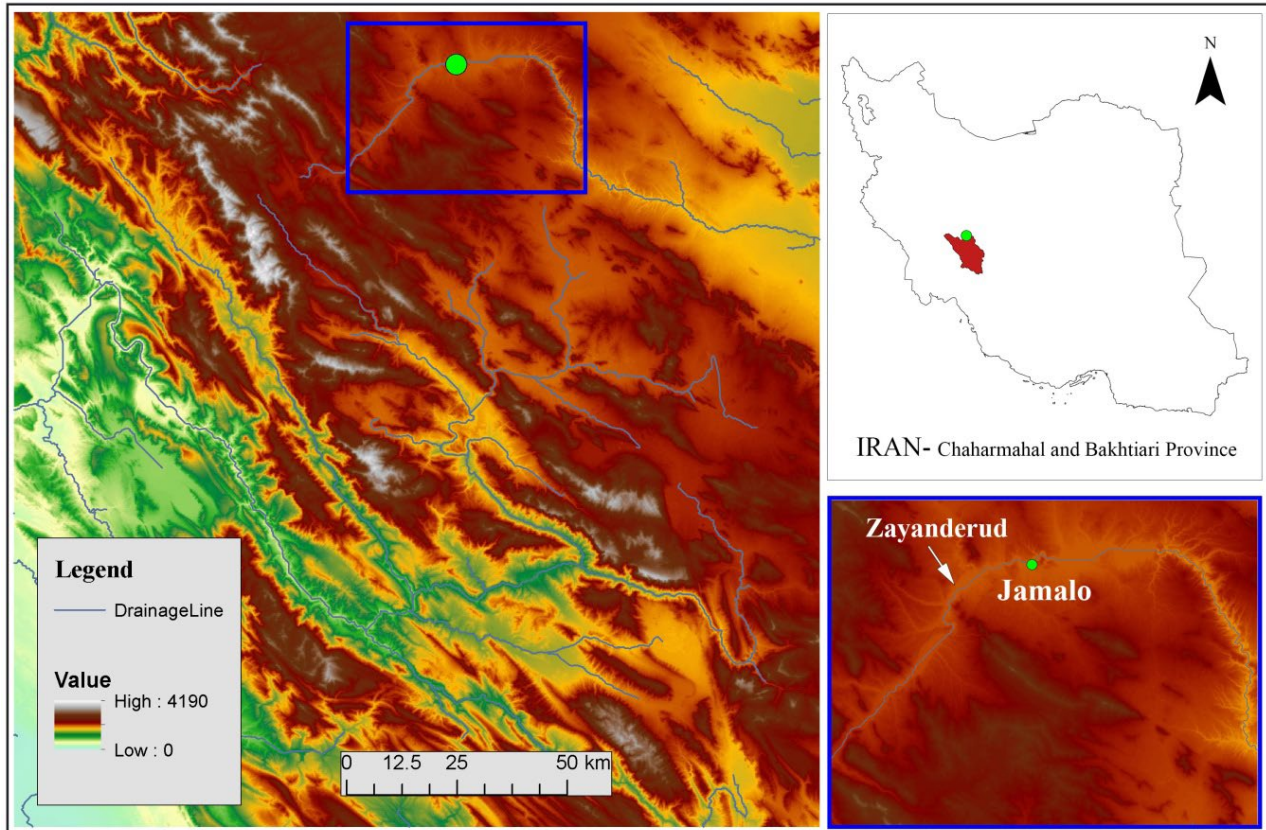 Legend
DrainageLine
Value
High : 4190
Low : 0
0 12.5 25 50 km
N
IRAN- Chaharmahal and Bakhtiari Province
Zayanderud
Jamalo